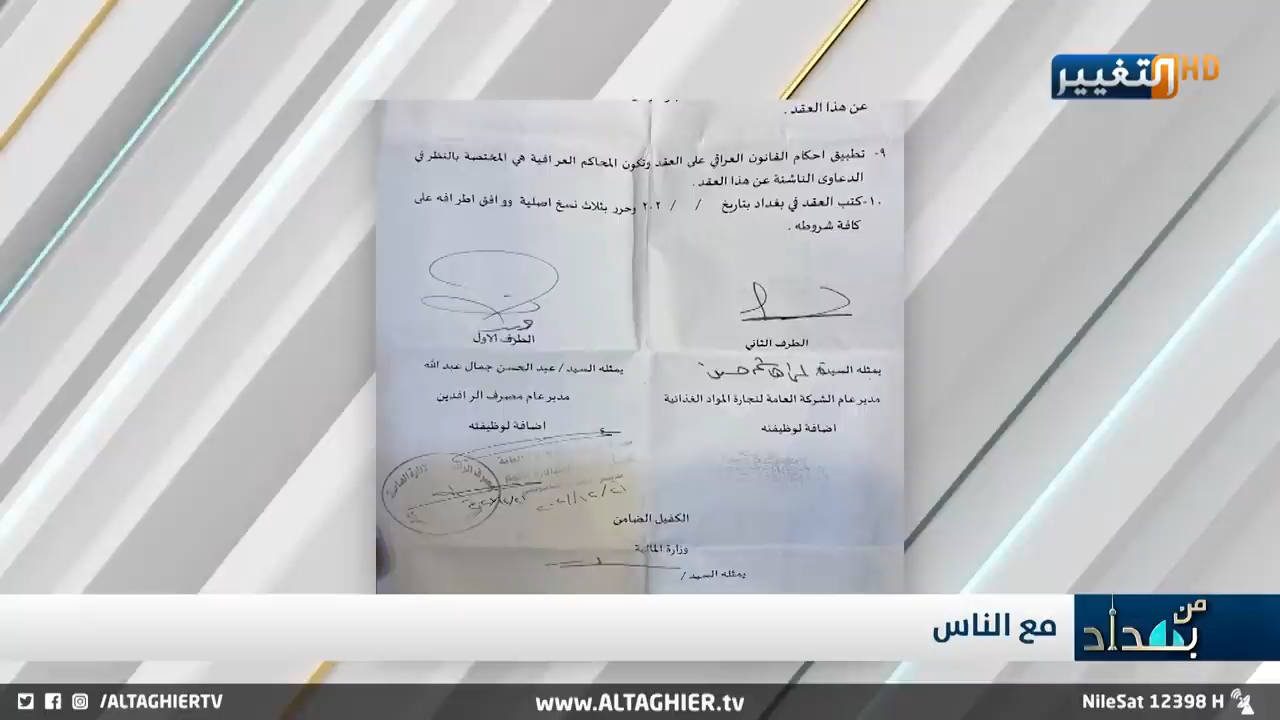 التغيير HD
عن هذا العقد .
٩- تطبيق احكام القانون العراقي على العقد وتكون المحاكم العراقية هي المختصة بالنظر في
الدعاوى الناشئة عن هذا العقد .
١٠-كتب العقد في بغداد بتاريخ / / ٢٠٢ وحرر بثلاث نسخ اصلية ووافق اطرافه على
كافة شروطه .
الطرف الثاني
الطرف الاول
يمثله السيد
يمثله السيد / عبد الحسن جمال عبد الله
مدير عام الشركة العامة لتجارة المواد الغذائية
مدير عام مصرف الرافدين
اضافة لوظيفته
اضافة لوظيفته
الكفيل الضامن
وزارة المالية
يمثله السيد /
من بغداد
مع الناس
/ALTAGHIERTV
www.ALTAGHIER.tv
NileSat 12398 H